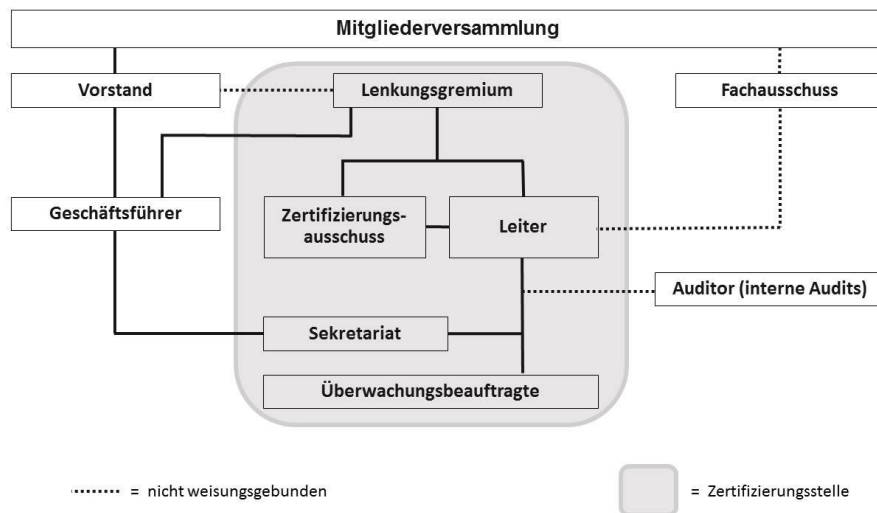 Mitgliederversammlung
Vorstand
Lenkungsgremium
Fachausschuss
Geschäftsführer
Zertifizierungs-
ausschuss
Leiter
Auditor (interne Audits)
Sekretariat
Überwachungsbeauftragte
= nicht weisungsgebunden
= Zertifizierungsstelle